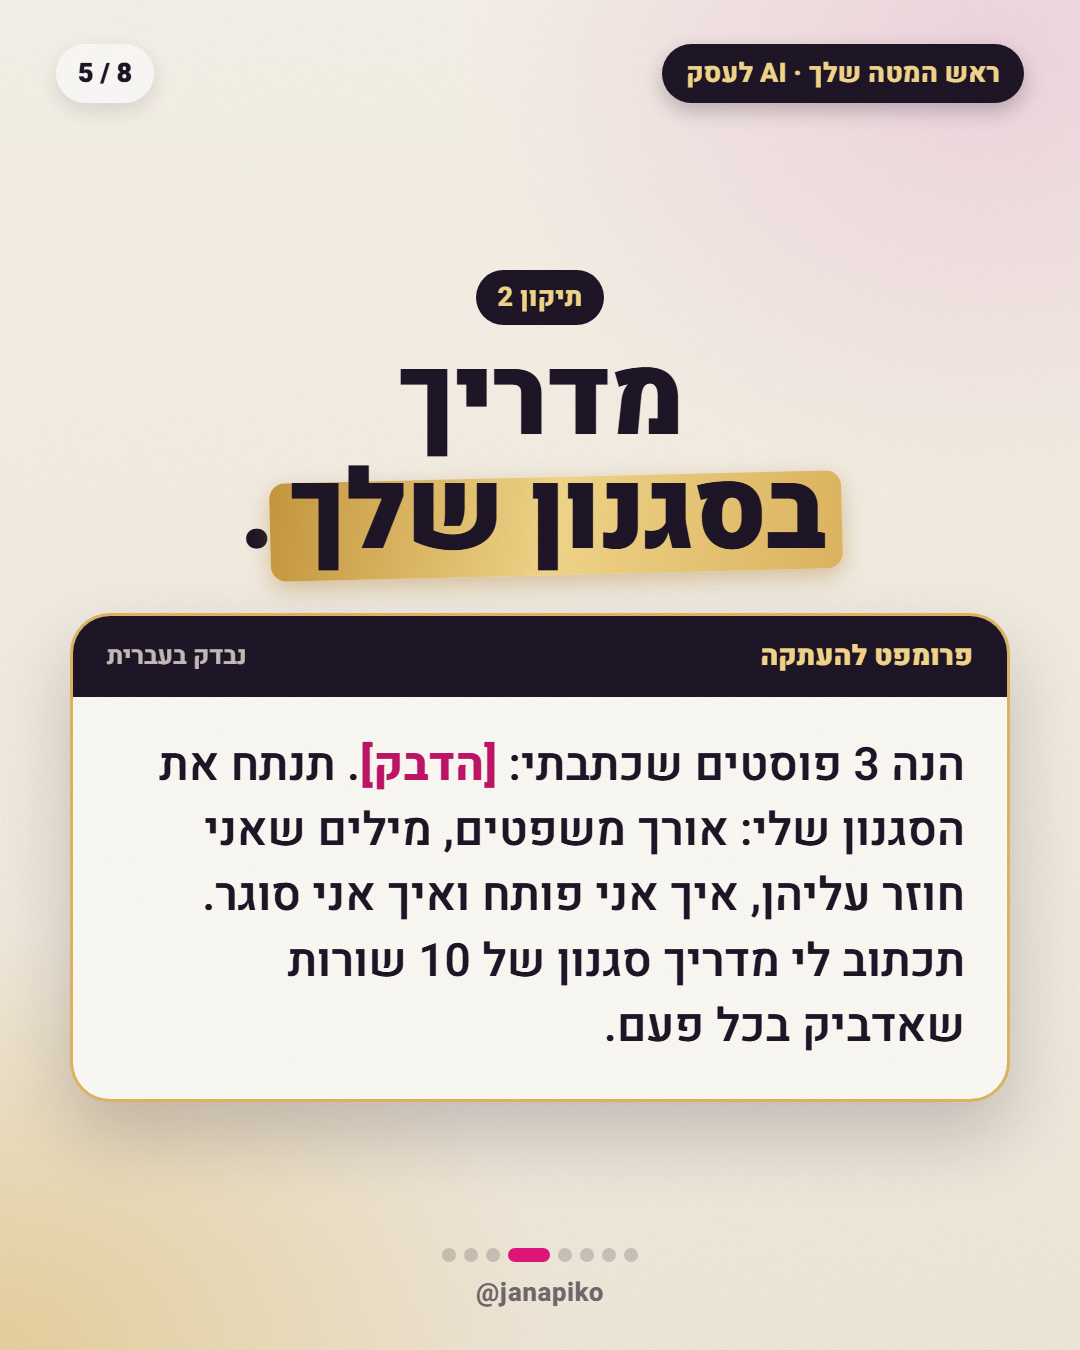 ראש המטה שלך · AI לעסק
5 / 8
תיקון 2
מדריך
בסגנון שלך.
פרומפט להעתקה
נבדק בעברית
הנה 3 פוסטים שכתבתי: [הדבק]. תנתח את
הסגנון שלי: אורך משפטים, מילים שאני
חוזר עליהן, איך אני פותח ואיך אני סוגר.
תכתוב לי מדריך סגנון של 10 שורות
שאדביק בכל פעם.
@janapiko